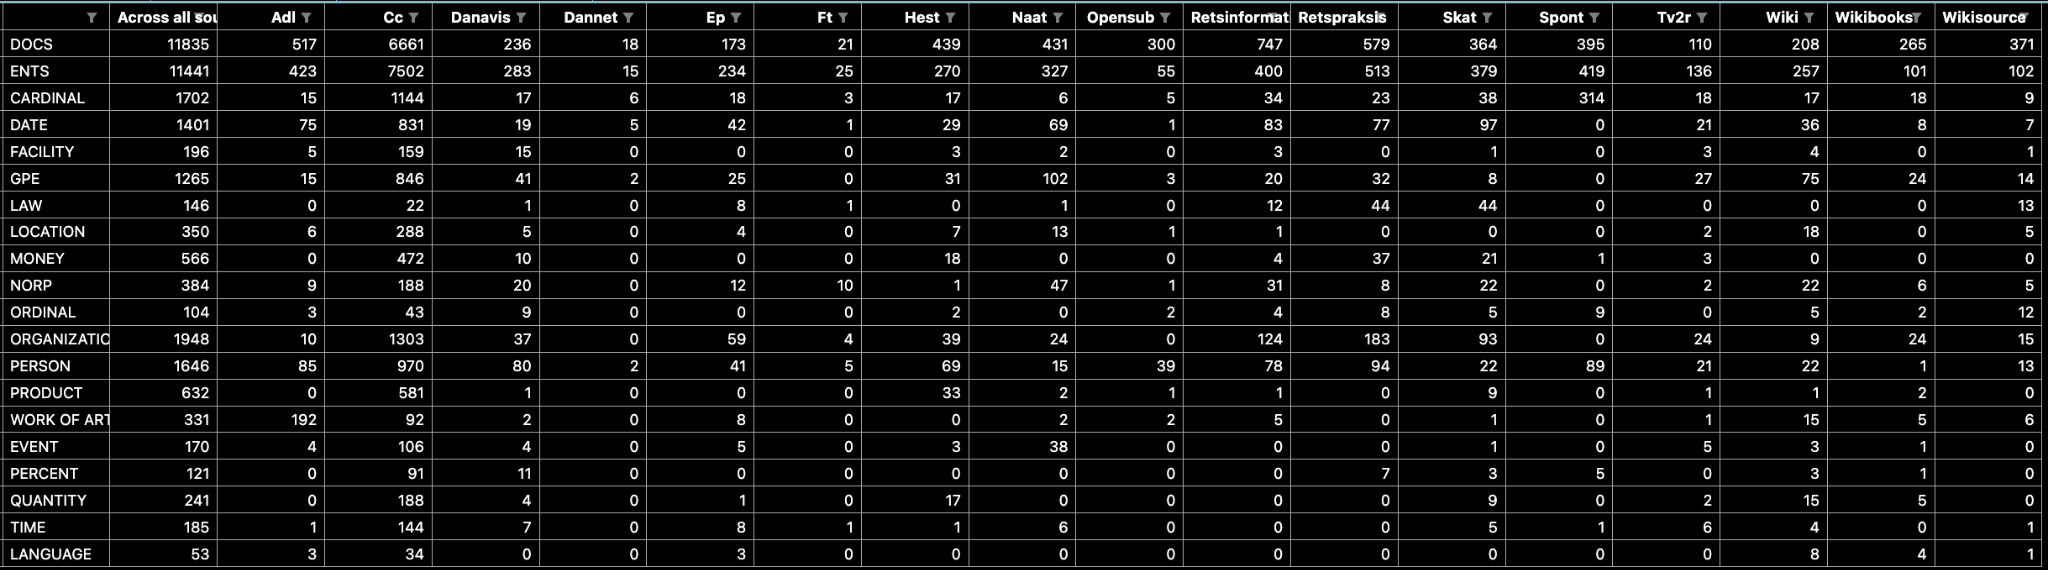 Across all sou Adl Cc Danavis Dannet Ep Ft Hest Naat Opensub Retsinformat Retspraksis Skat Spont Tv2r Wiki Wikibooks Wikisource
DOCS 11835 517 6661 236 18 173 21 439 431 300 747 579 364 395 110 208 265 371
ENTS 11441 423 7502 283 15 234 25 270 327 55 400 513 379 419 136 257 101 102
CARDINAL 1702 15 1144 17 6 18 3 17 6 5 34 23 38 314 18 17 18 9
DATE 1401 75 831 19 5 42 1 29 69 1 83 77 97 0 21 36 8 7
FACILITY 196 5 159 15 0 0 0 3 2 0 3 0 1 0 3 4 0 1
GPE 1265 15 846 41 2 25 0 31 102 3 20 32 8 0 27 75 24 14
LAW 146 0 22 1 0 8 1 0 1 0 12 44 44 0 0 0 0 13
LOCATION 350 6 288 5 0 4 0 7 13 1 1 0 0 0 2 18 0 5
MONEY 566 0 472 10 0 0 0 18 0 0 4 37 21 1 3 0 0 0
NORP 384 9 188 20 0 12 10 1 47 1 31 8 22 0 2 22 6 5
ORDINAL 104 3 43 9 0 0 0 2 0 2 4 8 5 9 0 5 2 12
ORGANIZATIO 1948 10 1303 37 0 59 4 39 24 0 124 183 93 0 24 9 24 15
PERSON 1646 85 970 80 2 41 5 69 15 39 78 94 22 89 21 22 1 13
PRODUCT 632 0 581 1 0 0 0 33 2 1 1 0 9 0 1 1 2 0
WORK OF ART 331 192 92 2 0 8 0 0 2 2 5 0 1 0 1 15 5 6
EVENT 170 4 106 4 0 5 0 3 38 0 0 0 1 0 5 3 1 0
PERCENT 121 0 91 11 0 0 0 0 0 0 0 7 3 5 0 3 1 0
QUANTITY 241 0 188 4 0 1 0 17 0 0 0 0 9 0 2 15 5 0
TIME 185 1 144 7 0 8 1 1 6 0 0 0 5 1 6 4 0 1
LANGUAGE 53 3 34 0 0 3 0 0 0 0 0 0 0 0 0 8 4 1